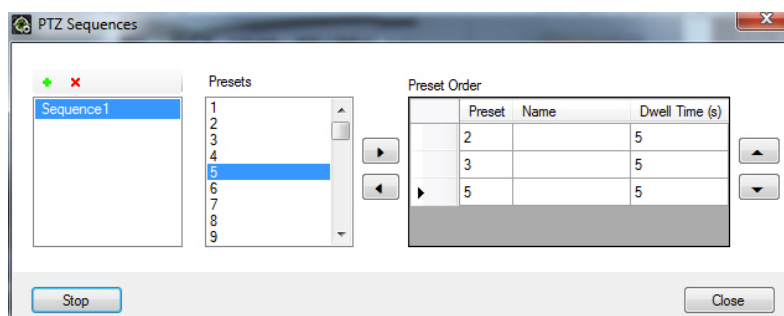 PTZ Sequences
Presets
Preset Order
Sequence1
1
2
3
4
5
6
7
8
9
Preset Name Dwell Time (s)
2 5
3 5
5 5
Stop
Close